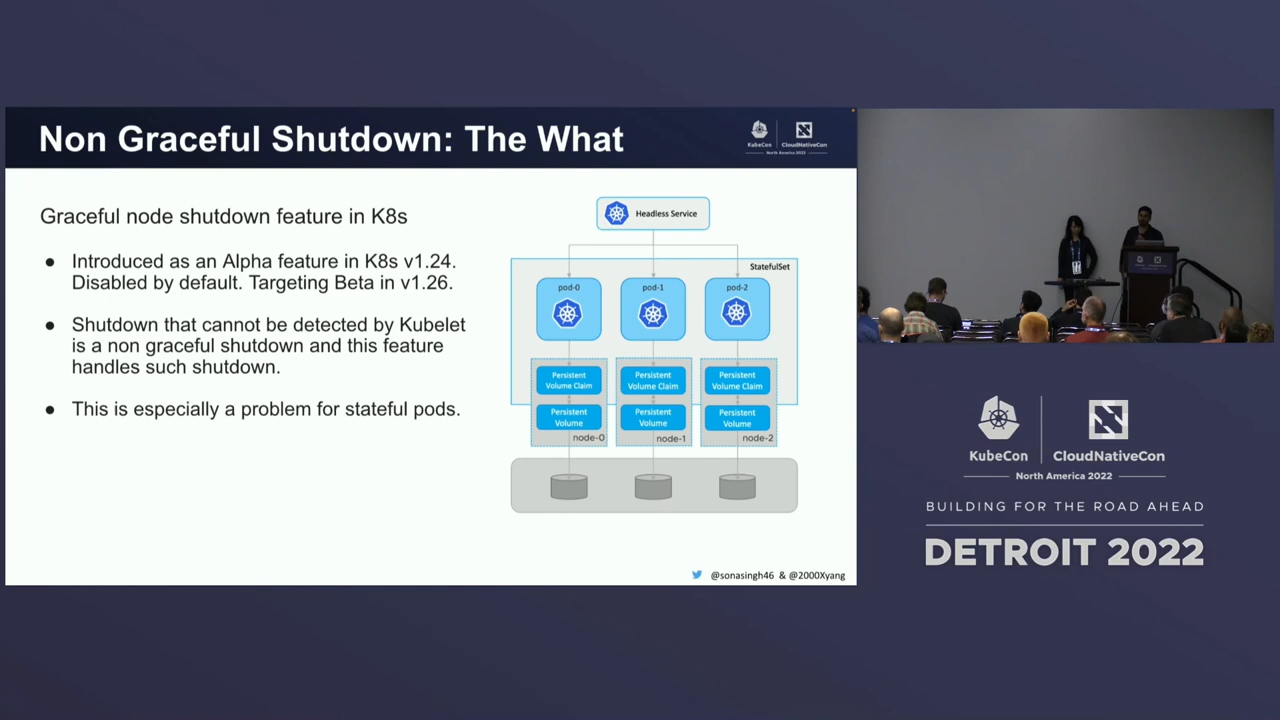 Non Graceful Shutdown: The What
KubeCon
CloudNativeCon
North America 2022
Graceful node shutdown feature in K8s
● Introduced as an Alpha feature in K8s v1.24.
Disabled by default. Targeting Beta in v1.26.
● Shutdown that cannot be detected by Kubelet
is a non graceful shutdown and this feature
handles such shutdown.
● This is especially a problem for stateful pods.
Headless Service
StatefulSet
pod-0
pod-1
pod-2
Persistent
Volume Claim
Persistent
Volume Claim
Persistent
Volume Claim
Persistent
Volume
Persistent
Volume
Persistent
Volume
node-0
node-1
node-2
@sonasingh46 & @2000Xyang
KubeCon
CloudNativeCon
North America 2022
BUILDING FOR THE ROAD AHEAD
DETROIT 2022